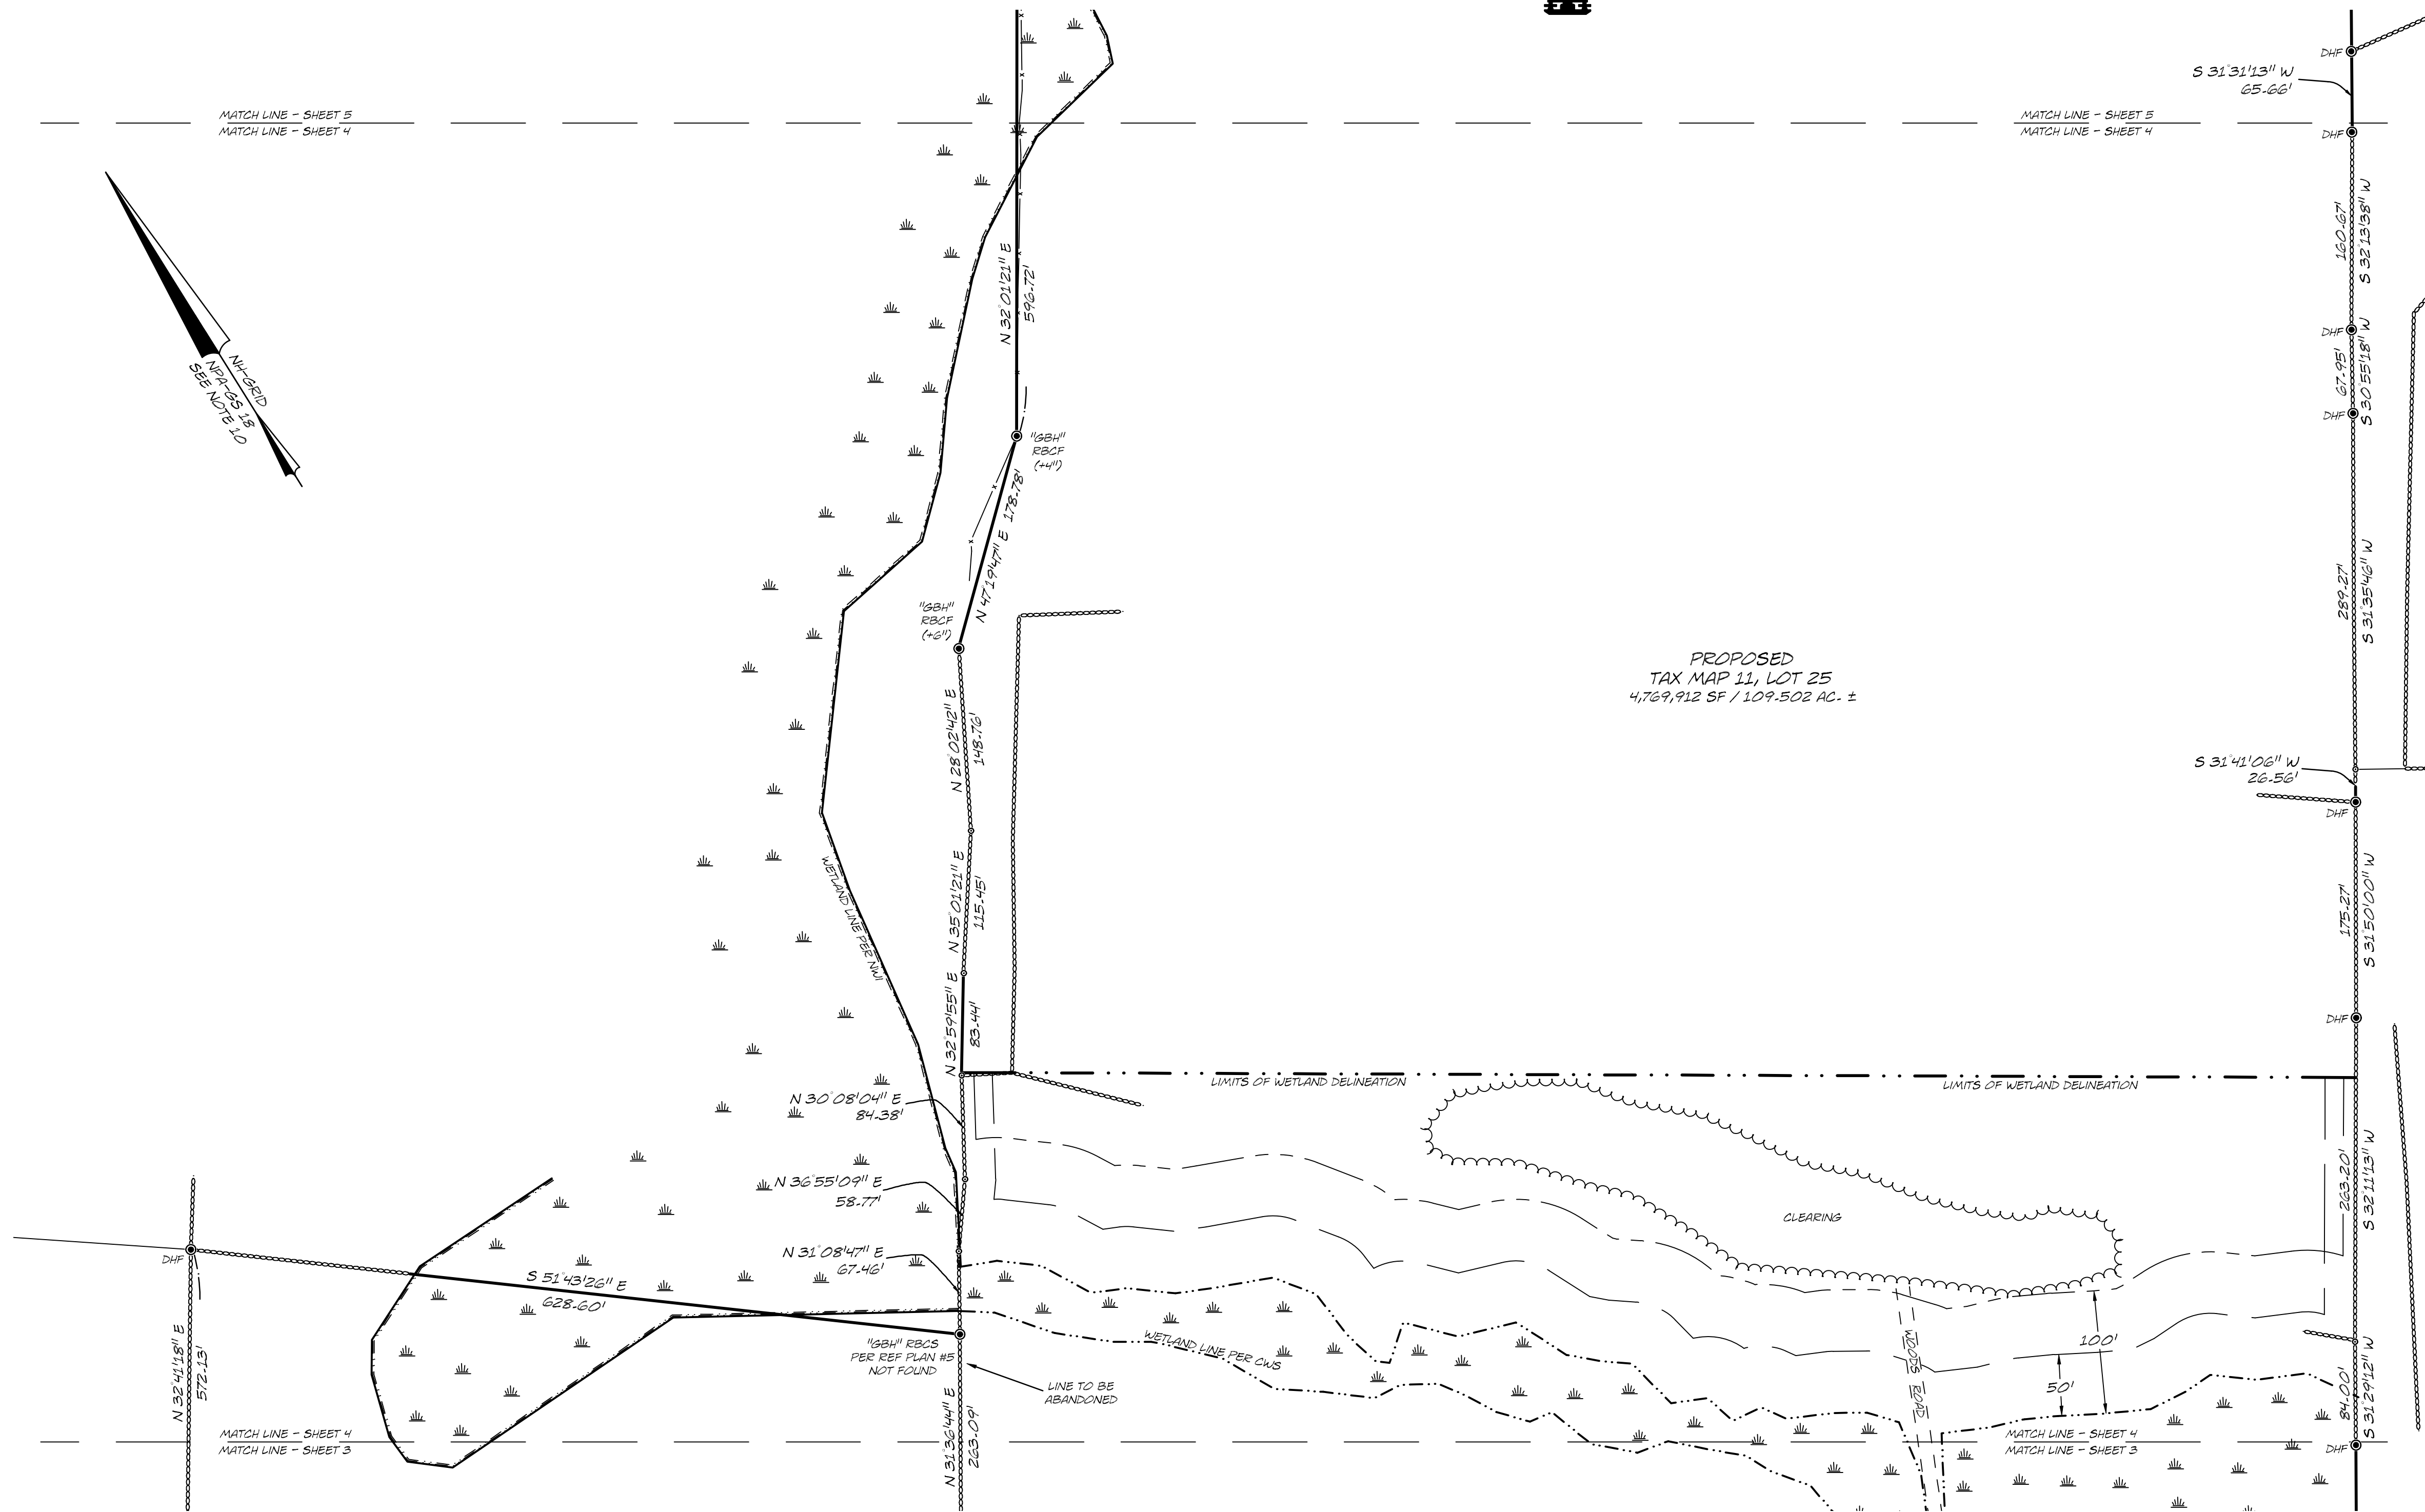 DHF
S 31°31'13" W
65.66'
MATCH LINE - SHEET 5
MATCH LINE - SHEET 4
MATCH LINE - SHEET 5
MATCH LINE - SHEET 4
DHF
160.67'
S 32°13'38" W
NH-GRID
NPA-GS 18
SEE NOTE 10
N 32°01'21" E
596.72'
DHF
67.95'
S 30°55'18" W
DHF
"GBH"
RBCF
(+4")
N 47°19'47" E 178.78'
"GBH"
RBCF
(+6")
289.27'
S 31°35'46" W
PROPOSED
TAX MAP 11, LOT 25
4,769,912 SF / 109.502 AC. ±
N 28°02'42" E
148.76'
S 31°41'06" W
26.56'
DHF
WETLAND LINE PER NWI
N 35°01'21" E
115.45'
175.27'
S 31°50'00" W
N 32°59'55" E
83.44'
DHF
LIMITS OF WETLAND DELINEATION
LIMITS OF WETLAND DELINEATION
N 30°08'04" E
84.38'
N 36°55'09" E
58.77'
263.20'
S 32°11'13" W
CLEARING
N 31°08'47" E
67.46'
DHF
S 51°43'26" E
628.60'
"GBH" RBCS
PER REF PLAN #5
NOT FOUND
WETLAND LINE PER CWS
WOODS ROAD
100'
50'
LINE TO BE
ABANDONED
N 32°41'18" E
572.13'
84.00'
S 31°29'12" W
N 31°36'44" E
263.09'
MATCH LINE - SHEET 4
MATCH LINE - SHEET 3
MATCH LINE - SHEET 4
MATCH LINE - SHEET 3
DHF